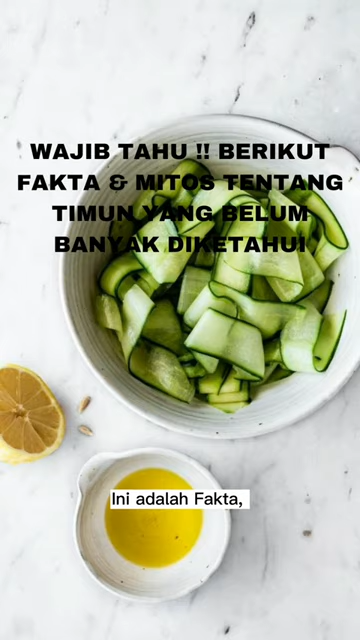 WAJIB TAHU !! BERIKUT
FAKTA & MITOS TENTANG
TIMUN YANG BELUM
BANYAK DIKETAHUI
Ini adalah Fakta,